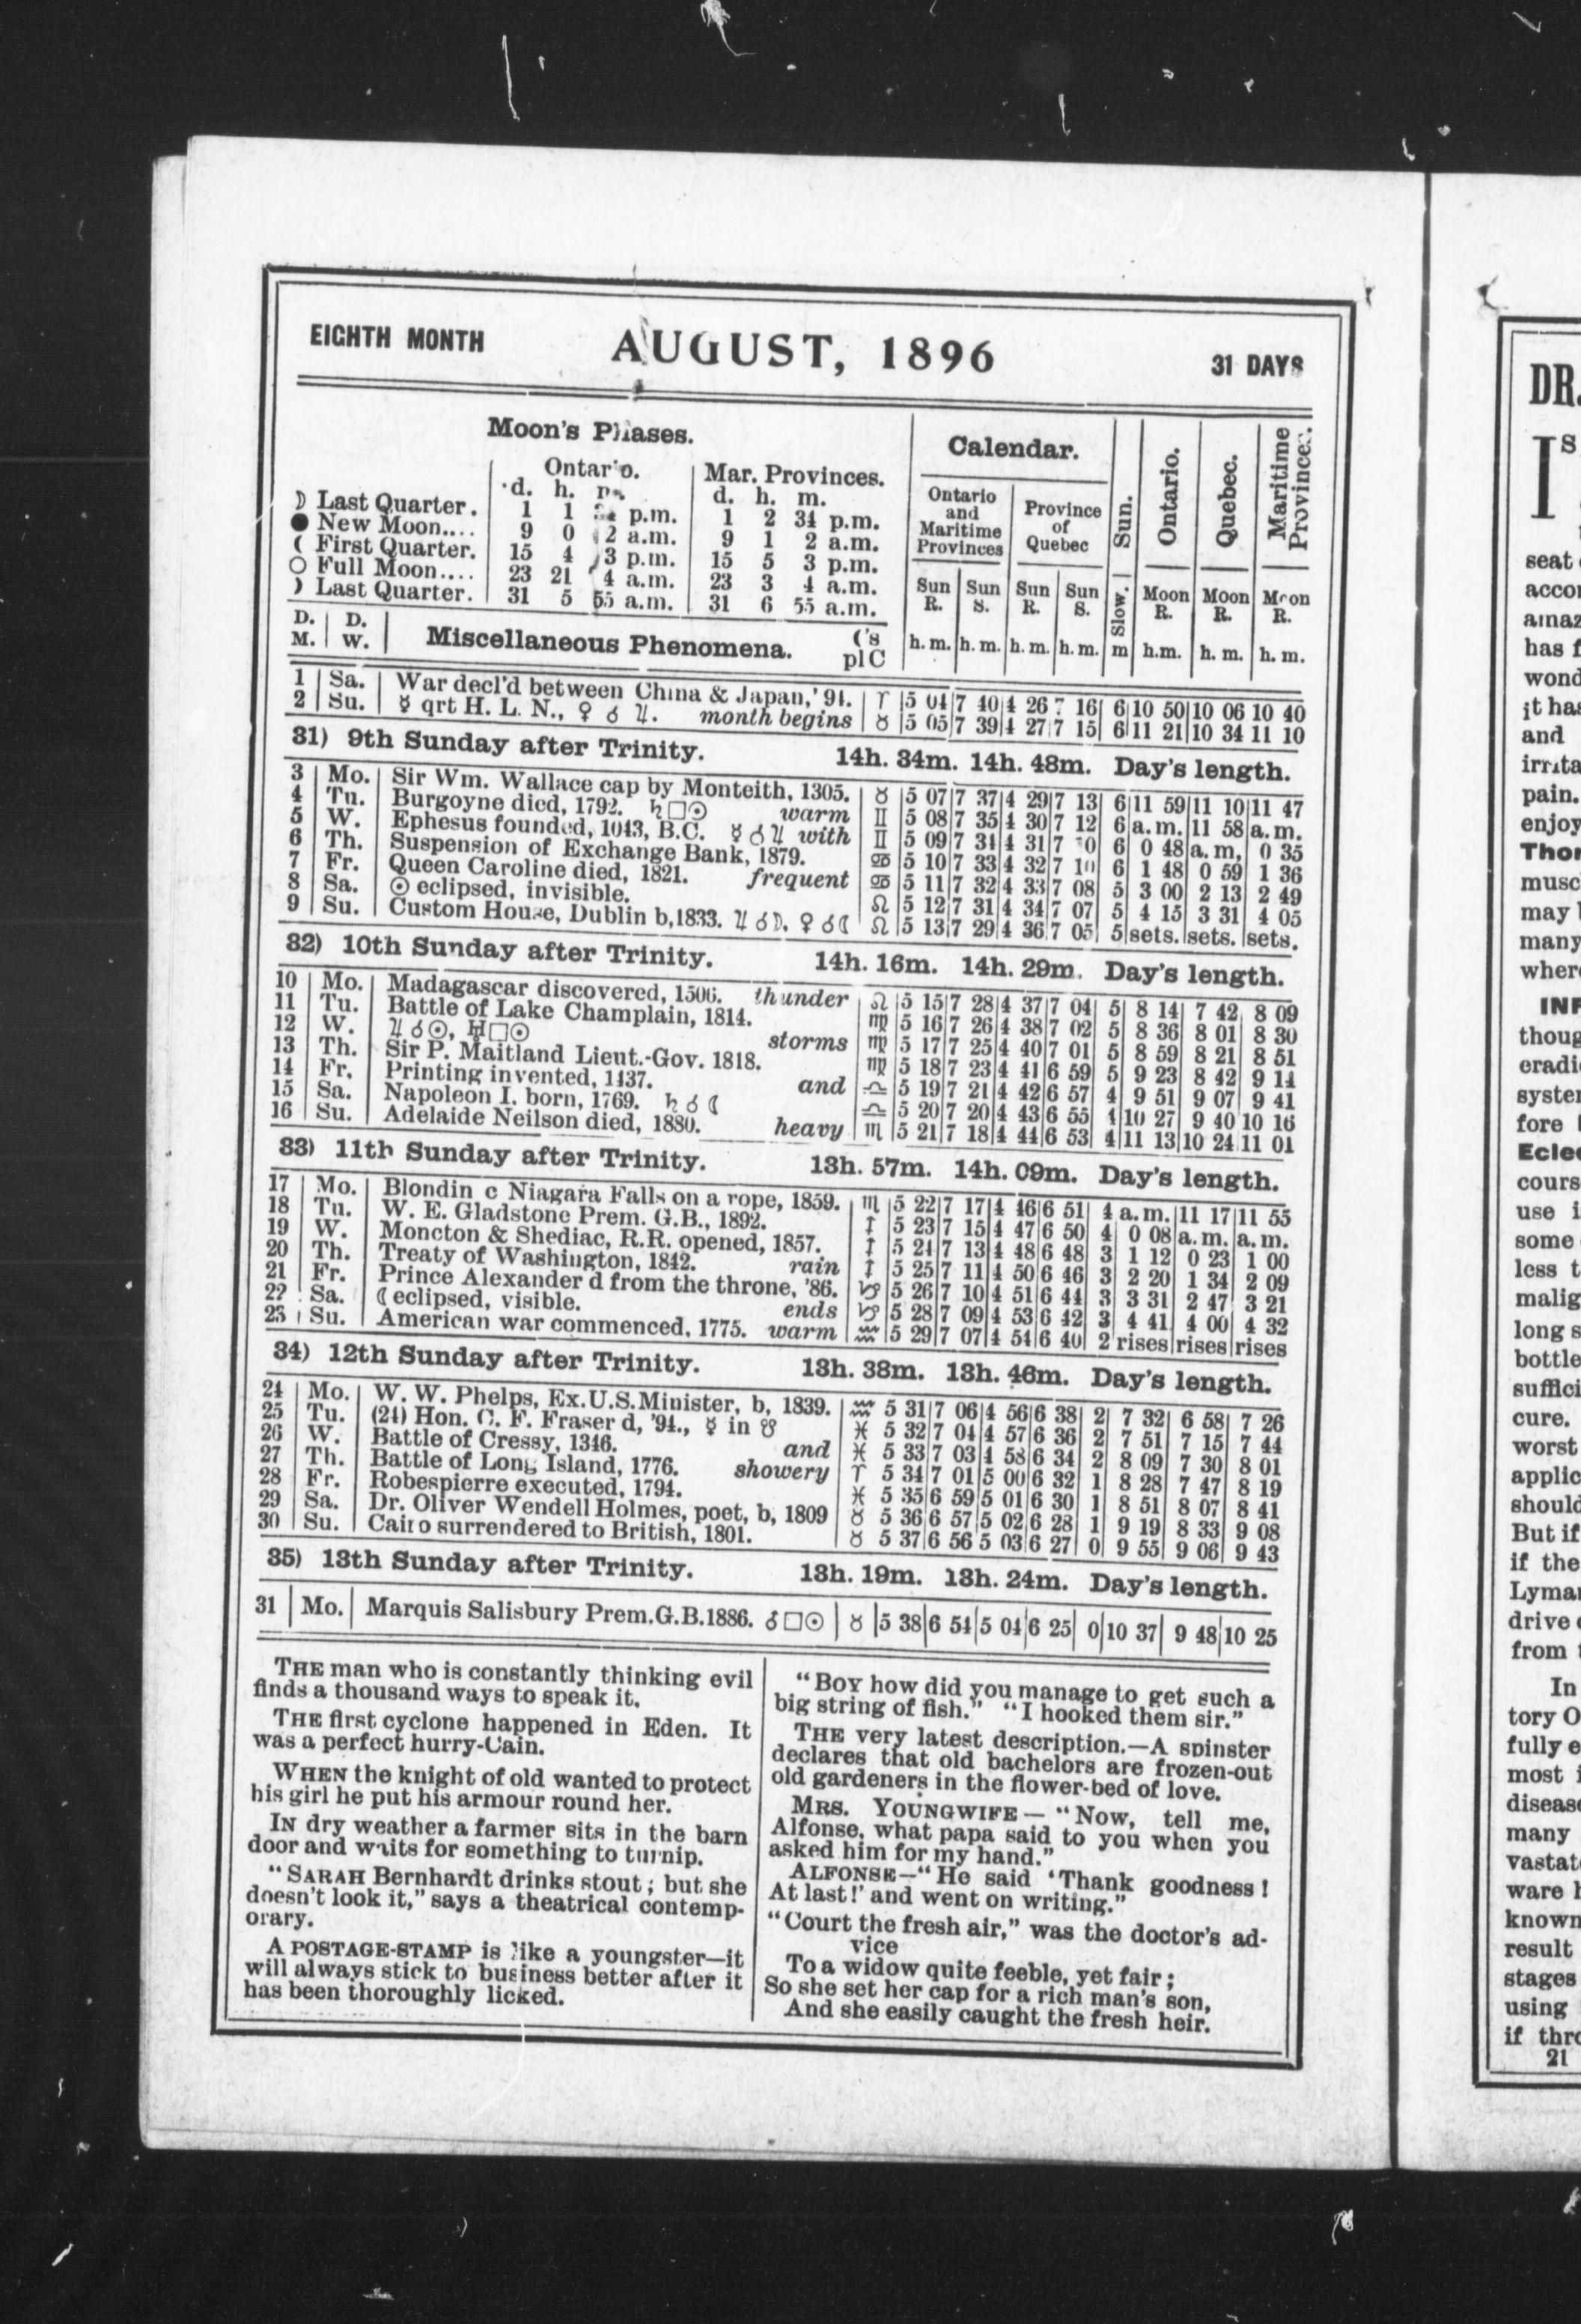 EIGHTH MONTH AUGUST, 1896 31 DAYS
Moon's Phases.
Ontario. Mar. Provinces.
d. h. m. d. h. m.
☽ Last Quarter. 1 1 p.m. 1 2 34 p.m.
● New Moon.... 9 0 2 a.m. 9 1 2 a.m.
( First Quarter. 15 4 3 p.m. 15 5 3 p.m.
○ Full Moon.... 23 21 4 a.m. 23 3 4 a.m.
) Last Quarter. 31 5 55 a.m. 31 6 55 a.m.
Calendar.
Ontario and Maritime Provinces
Province of Quebec
Sun Slow.
Ontario.
Quebec.
Maritime Provinces.
Sun R. Sun S. Sun R. Sun S. Moon R. Moon R. Moon R.
D. M. D. W. Miscellaneous Phenomena. ('s plC h.m. h.m. h.m. h.m. m h.m. h.m. h.m.
1 Sa. War decl'd between China & Japan, '94. ♈ 5 04 7 40 4 26 7 16 6 10 50 10 06 10 40
2 Su. ☿ qrt H. L. N., ♀ ☌ ♃. month begins ♉ 5 05 7 39 4 27 7 15 6 11 21 10 34 11 10
31) 9th Sunday after Trinity. 14h. 34m. 14h. 48m. Day's length.
3 Mo. Sir Wm. Wallace cap by Monteith, 1305. ♉ 5 07 7 37 4 29 7 13 6 11 59 11 10 11 47
4 Tu. Burgoyne died, 1792. ♄□☉ warm ♊ 5 08 7 35 4 30 7 12 6 a.m. 11 58 a.m.
5 W. Ephesus founded, 1043, B.C. ☿☌♃ with ♊ 5 09 7 34 4 31 7 0 6 0 48 a.m. 0 35
6 Th. Suspension of Exchange Bank, 1879. ♋ 5 10 7 33 4 32 7 10 6 1 48 0 59 1 36
7 Fr. Queen Caroline died, 1821. frequent ♋ 5 11 7 32 4 33 7 08 5 3 00 2 13 2 49
8 Sa. ☉ eclipsed, invisible. ♌ 5 12 7 31 4 34 7 07 5 4 15 3 31 4 05
9 Su. Custom House, Dublin b, 1833. ♃☌☽. ♀☌☾ ♌ 5 13 7 29 4 36 7 05 5 sets. sets. sets.
32) 10th Sunday after Trinity. 14h. 16m. 14h. 29m. Day's length.
10 Mo. Madagascar discovered, 1506. thunder ♌ 5 15 7 28 4 37 7 04 5 8 14 7 42 8 09
11 Tu. Battle of Lake Champlain, 1814. ♍ 5 16 7 26 4 38 7 02 5 8 36 8 01 8 30
12 W. ♃☌☉, ♅□☉ storms ♍ 5 17 7 25 4 40 7 01 5 8 59 8 21 8 51
13 Th. Sir P. Maitland Lieut.-Gov. 1818. ♍ 5 18 7 23 4 41 6 59 5 9 23 8 42 9 14
14 Fr. Printing invented, 1437. and ♎ 5 19 7 21 4 42 6 57 4 9 51 9 07 9 41
15 Sa. Napoleon I. born, 1769. ♄☌☾ ♎ 5 20 7 20 4 43 6 55 4 10 27 9 40 10 16
16 Su. Adelaide Neilson died, 1880. heavy ♏ 5 21 7 18 4 44 6 53 4 11 13 10 24 11 01
33) 11th Sunday after Trinity. 13h. 57m. 14h. 09m. Day's length.
17 Mo. Blondin c Niagara Falls on a rope, 1859. ♏ 5 22 7 17 4 46 6 51 4 a.m. 11 17 11 55
18 Tu. W. E. Gladstone Prem. G.B., 1892. ♐ 5 23 7 15 4 47 6 50 4 0 08 a.m. a.m.
19 W. Moncton & Shediac, R.R. opened, 1857. ♐ 5 24 7 13 4 48 6 48 3 1 12 0 23 1 00
20 Th. Treaty of Washington, 1842. rain ♐ 5 25 7 11 4 50 6 46 3 2 20 1 34 2 09
21 Fr. Prince Alexander d from the throne, '86. ♑ 5 26 7 10 4 51 6 44 3 3 31 2 47 3 21
22 Sa. ☾ eclipsed, visible. ends ♑ 5 28 7 09 4 53 6 42 3 4 41 4 00 4 32
23 Su. American war commenced, 1775. warm ♒ 5 29 7 07 4 54 6 40 2 rises rises rises
34) 12th Sunday after Trinity. 13h. 38m. 13h. 46m. Day's length.
24 Mo. W. W. Phelps, Ex.U.S.Minister, b, 1839. ♒ 5 31 7 06 4 56 6 38 2 7 32 6 58 7 26
25 Tu. (24) Hon. C. F. Fraser d, '94., ☿ in ☋ ♓ 5 32 7 04 4 57 6 36 2 7 51 7 15 7 44
26 W. Battle of Cressy, 1346. and ♓ 5 33 7 03 4 58 6 34 2 8 09 7 30 8 01
27 Th. Battle of Long Island, 1776. showery ♈ 5 34 7 01 5 00 6 32 1 8 28 7 47 8 19
28 Fr. Robespierre executed, 1794. ♓ 5 35 6 59 5 01 6 30 1 8 51 8 07 8 41
29 Sa. Dr. Oliver Wendell Holmes, poet, b, 1809 ♉ 5 36 6 57 5 02 6 28 1 9 19 8 33 9 08
30 Su. Cairo surrendered to British, 1801. ♉ 5 37 6 56 5 03 6 27 0 9 55 9 06 9 43
35) 13th Sunday after Trinity. 13h. 19m. 13h. 24m. Day's length.
31 Mo. Marquis Salisbury Prem.G.B.1886. ♂□☉ ♉ 5 38 6 54 5 04 6 25 0 10 37 9 48 10 25
THE man who is constantly thinking evil
finds a thousand ways to speak it.
THE first cyclone happened in Eden. It
was a perfect hurry-Cain.
WHEN the knight of old wanted to protect
his girl he put his armour round her.
IN dry weather a farmer sits in the barn
door and waits for something to turnip.
"SARAH Bernhardt drinks stout; but she
doesn't look it," says a theatrical contemp-
orary.
A POSTAGE-STAMP is like a youngster—it
will always stick to business better after it
has been thoroughly licked.
"BOY how did you manage to get such a
big string of fish." "I hooked them sir."
THE very latest description.—A spinster
declares that old bachelors are frozen-out
old gardeners in the flower-bed of love.
MRS. YOUNGWIFE — "Now, tell me,
Alfonse, what papa said to you when you
asked him for my hand."
ALFONSE—"He said 'Thank goodness!
At last!' and went on writing."
"Court the fresh air," was the doctor's ad-
vice
To a widow quite feeble, yet fair;
So she set her cap for a rich man's son,
And she easily caught the fresh heir.
DR.
IS
seat
accor
amaz
has f
wond
it has
and
irrita
pain.
enjoy
Thor
muscl
may
many
where
INF
thoug
eradi
syster
fore
Eclec
cours
use i
some
less t
malig
long s
bottle
suffici
cure.
worst
applic
should
But if
if the
Lyman
drive
from
In
tory O
fully e
most i
disease
many
vastat
ware
known
result
stages
using
if thro
21